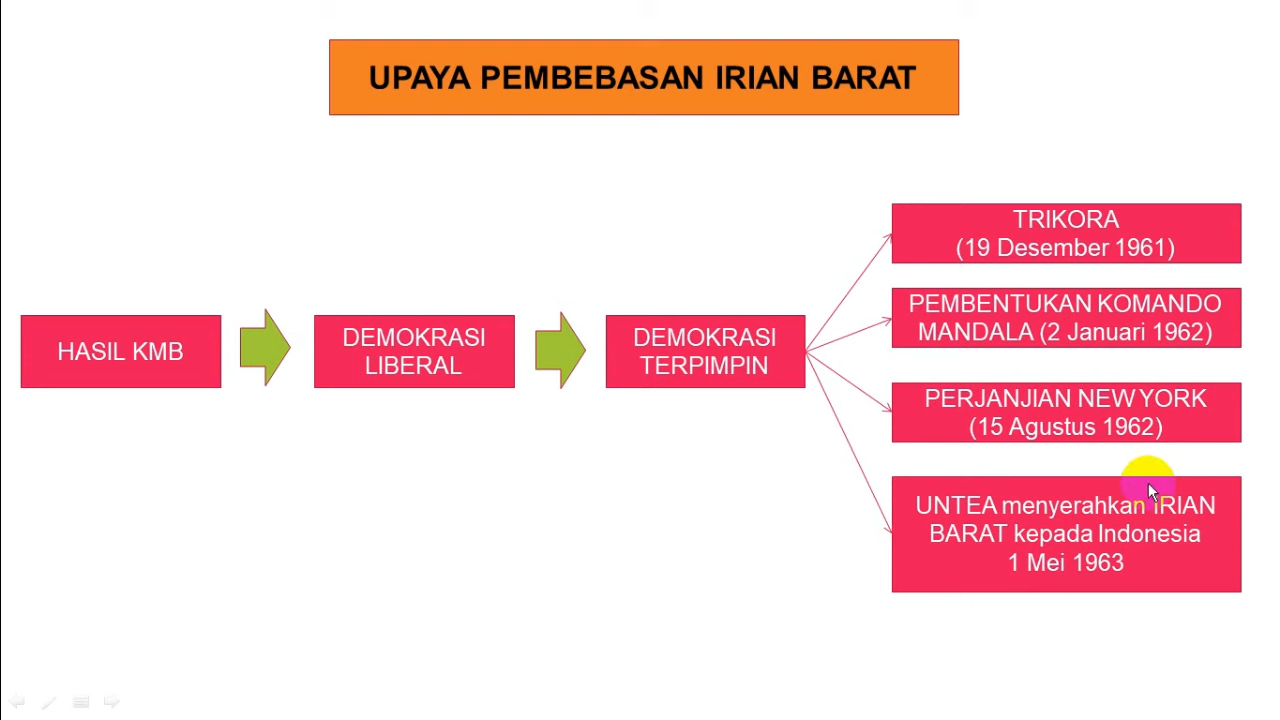 UPAYA PEMBEBASAN IRIAN BARAT
HASIL KMB
DEMOKRASI
LIBERAL
DEMOKRASI
TERPIMPIN
TRIKORA
(19 Desember 1961)
PEMBENTUKAN KOMANDO
MANDALA (2 Januari 1962)
PERJANJIAN NEW YORK
(15 Agustus 1962)
UNTEA menyerahkan IRIAN
BARAT kepada Indonesia
1 Mei 1963